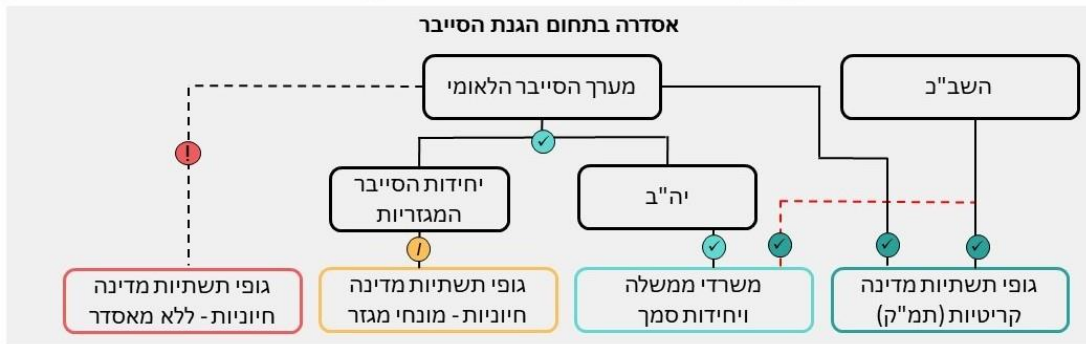 אסדרה בתחום הגנת הסייבר
השב"כ
מערך הסייבר הלאומי
יה"ב
יחידות הסייבר
המגזריות
גופי תשתיות מדינה
קריטיות (תמ"ק)
משרדי ממשלה
ויחידות סמך
גופי תשתיות מדינה
חיוניות - מונחי מגזר
גופי תשתיות מדינה
חיוניות - ללא מאסדר